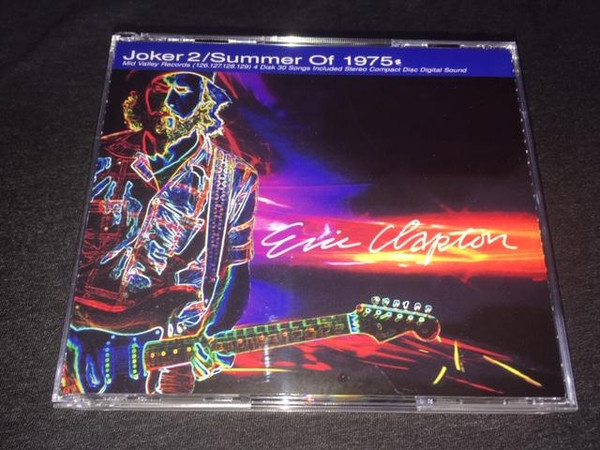 Joker 2/Summer Of 1975
Mid Valley Records (126.127.128.129) 4 Disk 30 Songs Included Stereo Compact Disc Digital Sound
Eric Clapton